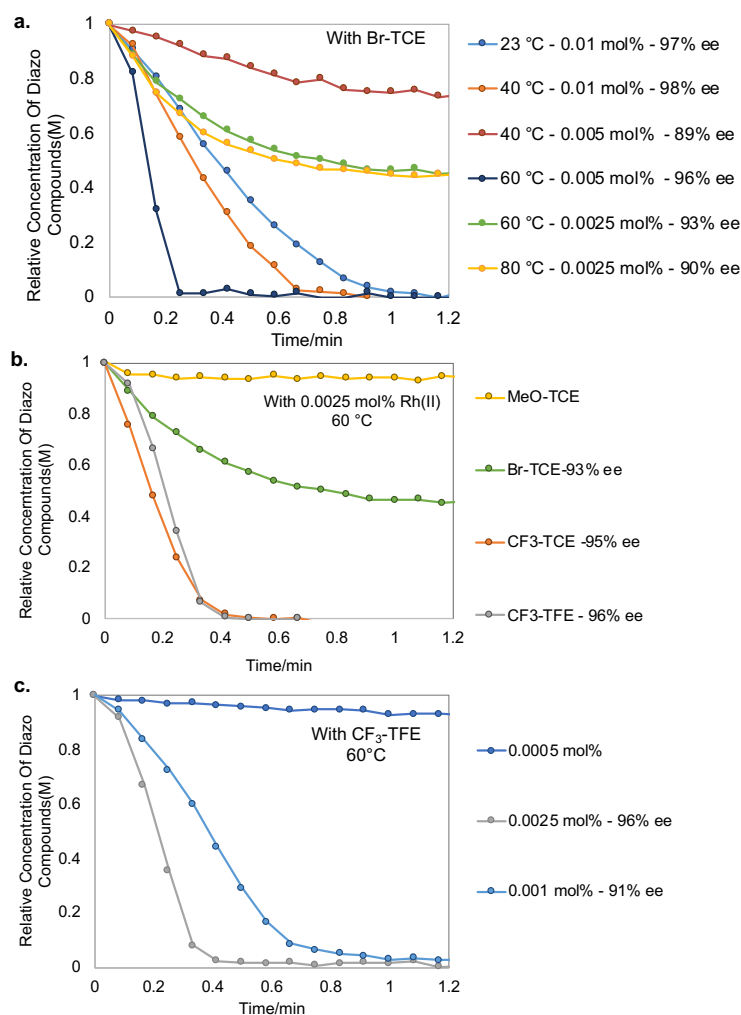 a.
With Br-TCE
Relative Concentration Of Diazo
Compounds(M)
1
0.8
0.6
0.4
0.2
0
0 0.2 0.4 0.6 0.8 1 1.2
Time/min
23 °C - 0.01 mol% - 97% ee
40 °C - 0.01 mol% - 98% ee
40 °C - 0.005 mol% - 89% ee
60 °C - 0.005 mol% - 96% ee
60 °C - 0.0025 mol% - 93% ee
80 °C - 0.0025 mol% - 90% ee
b.
With 0.0025 mol% Rh(II)
60 °C
Relative Concemtration Of Diazo
Compounds(M)
1
0.8
0.6
0.4
0.2
0
0 0.2 0.4 0.6 0.8 1 1.2
Time/min
MeO-TCE
Br-TCE-93% ee
CF3-TCE -95% ee
CF3-TFE - 96% ee
c.
With CF₃-TFE
60°C
Relative Concentration Of Diazo
Compounds(M)
1
0.8
0.6
0.4
0.2
0
0 0.2 0.4 0.6 0.8 1 1.2
Time/min
0.0005 mol%
0.0025 mol% - 96% ee
0.001 mol% - 91% ee